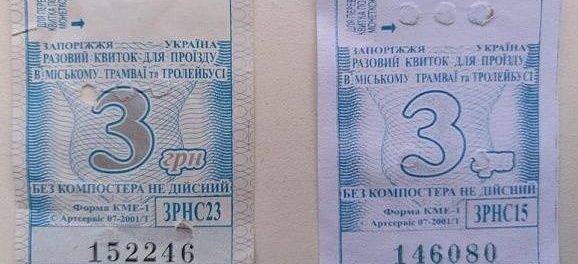 ЗАПОРІЖЖЯ УКРАЇНА
РАЗОВИЙ КВИТОК ДЛЯ ПРОЇЗДУ
В МІСЬКОМУ ТРАМВАЇ та ТРОЛЕЙБУСІ
3 грн
БЕЗ КОМПОСТЕРА НЕ ДІЙСНИЙ
Форма КМЕ-1
© Артсервіс 07-2001/Т
ЗРНС23
152246
ЗАПОРІЖЖЯ УКРАЇНА
РАЗОВИЙ КВИТОК ДЛЯ ПРОЇЗДУ
В МІСЬКОМУ ТРАМВАЇ та ТРОЛЕЙБУСІ
3
БЕЗ КОМПОСТЕРА НЕ ДІЙСНИЙ
Форма КМЕ-1
© Артсервіс 07-2001/Т
ЗРНС15
146080